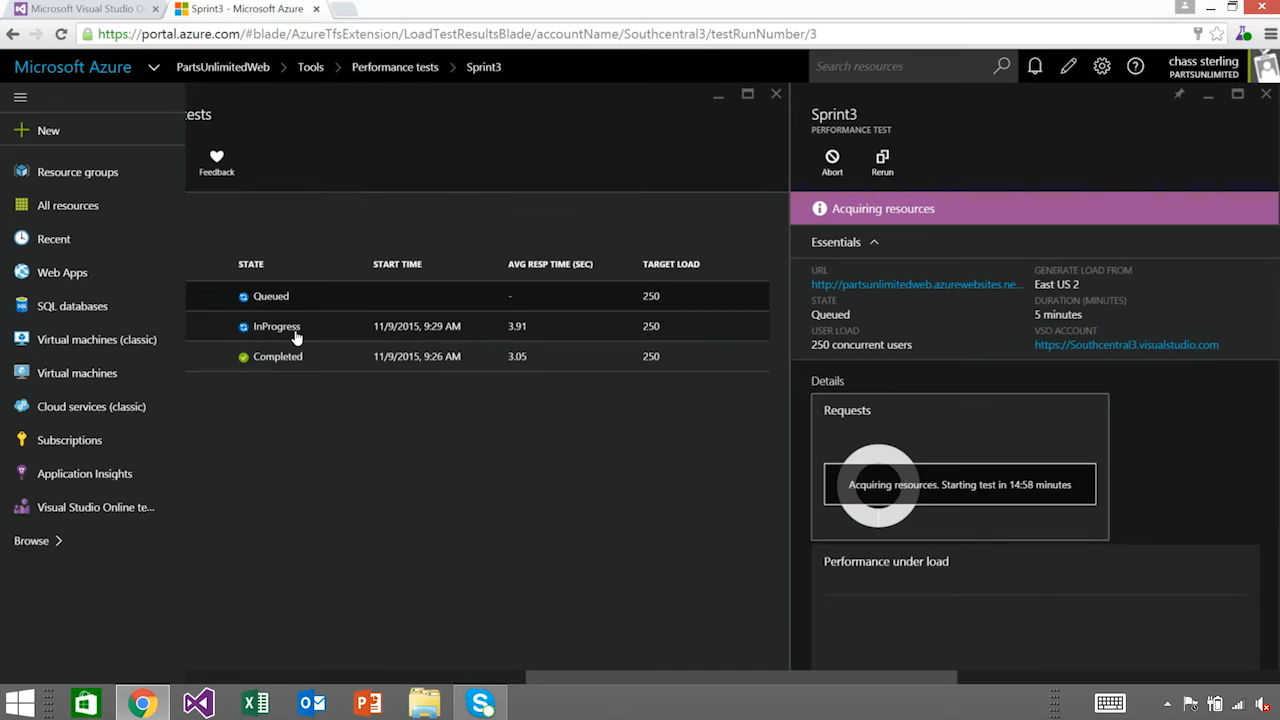 Microsoft Visual Studio O
Sprint3 - Microsoft Azure
https://portal.azure.com/#blade/AzureTfsExtension/LoadTestResultsBlade/accountName/Southcentral3/testRunNumber/3
Microsoft Azure
PartsUnlimitedWeb
Tools
Performance tests
Sprint3
Search resources
chass sterling
PARTSUNLIMITED
New
Resource groups
All resources
Recent
Web Apps
SQL databases
Virtual machines (classic)
Virtual machines
Cloud services (classic)
Subscriptions
Application Insights
Visual Studio Online te...
Browse
ests
Feedback
STATE START TIME AVG RESP TIME (SEC) TARGET LOAD
Queued - 250
InProgress 11/9/2015, 9:29 AM 3.91 250
Completed 11/9/2015, 9:26 AM 3.05 250
Sprint3
PERFORMANCE TEST
Abort Rerun
Acquiring resources
Essentials
URL GENERATE LOAD FROM
http://partsunlimitedweb.azurewebsites.ne... East US 2
STATE DURATION (MINUTES)
Queued 5 minutes
USER LOAD VSO ACCOUNT
250 concurrent users https://Southcentral3.visualstudio.com
Details
Requests
Acquiring resources. Starting test in 14:58 minutes
Performance under load